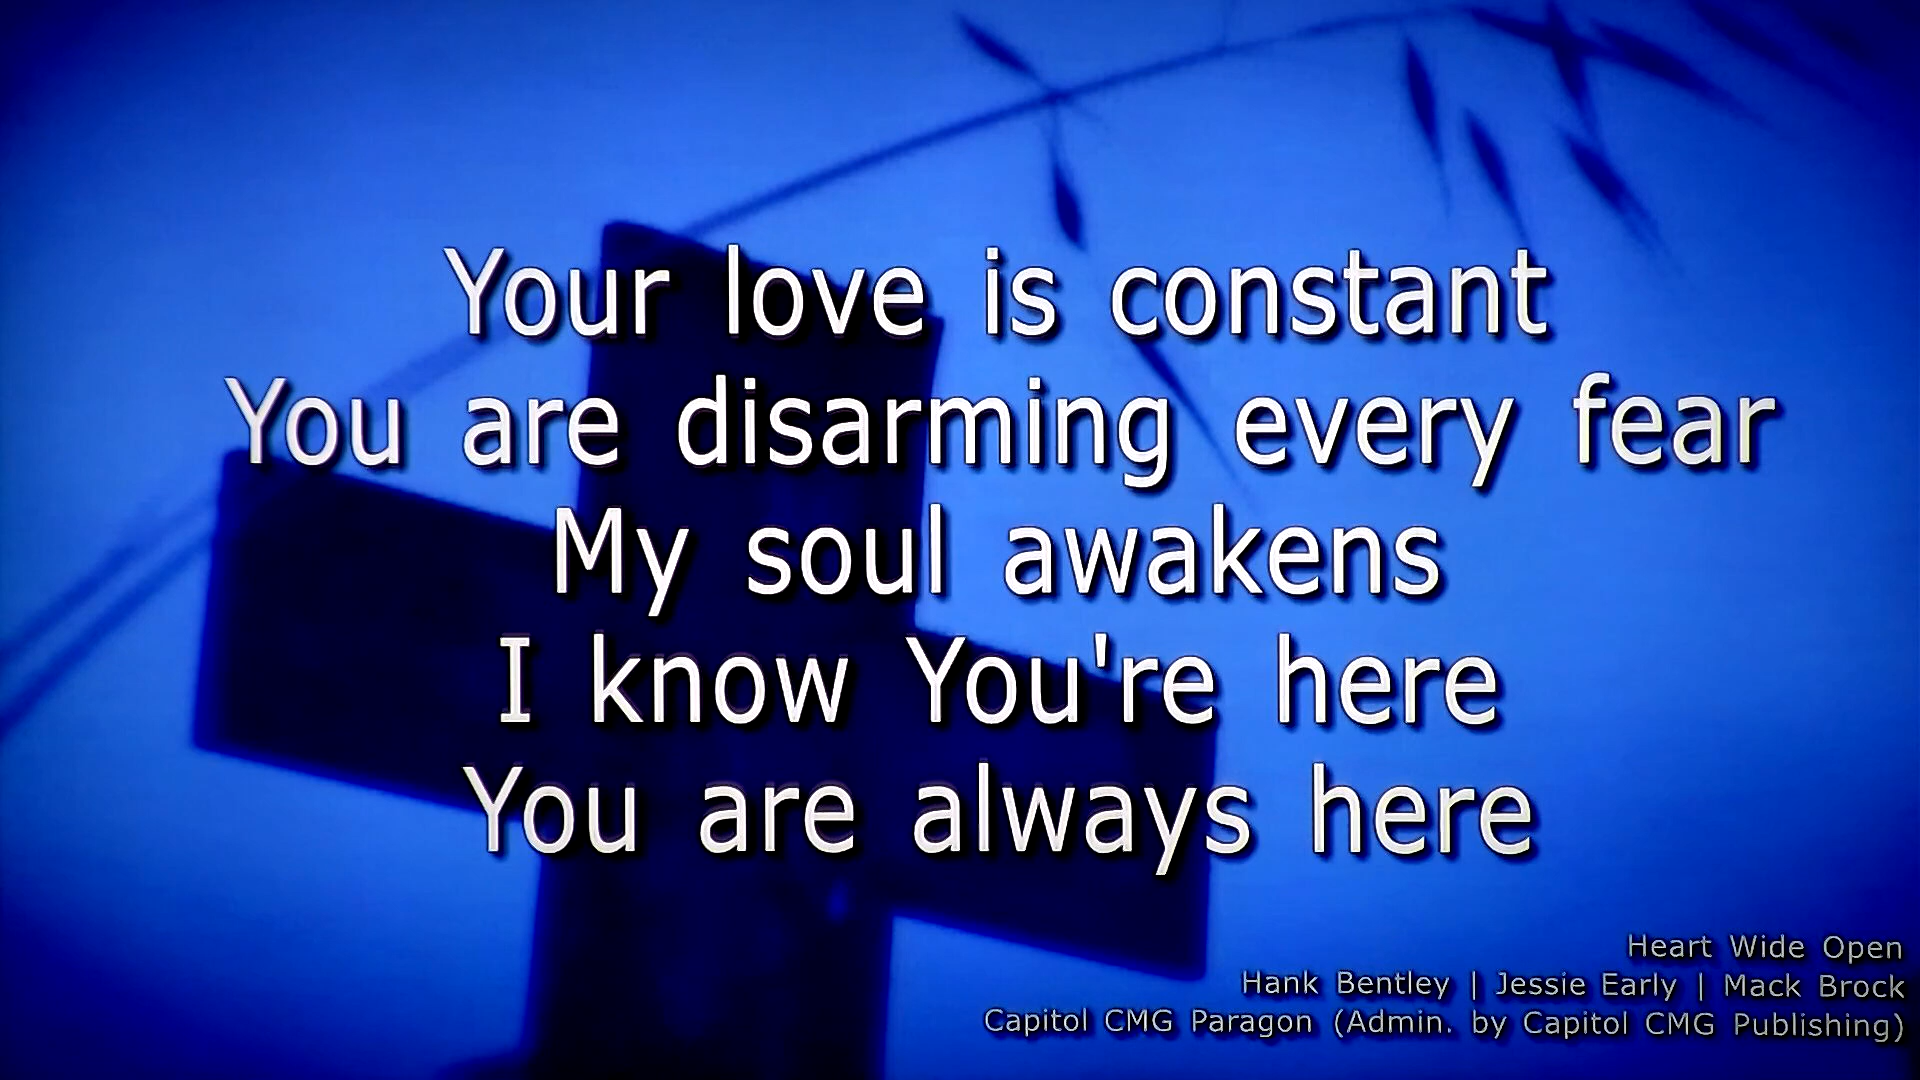 Your love is constant
You are disarming every fear
My soul awakens
I know You're here
You are always here
Heart Wide Open
Hank Bentley | Jessie Early | Mack Brock
Capitol CMG Paragon (Admin. by Capitol CMG Publishing)